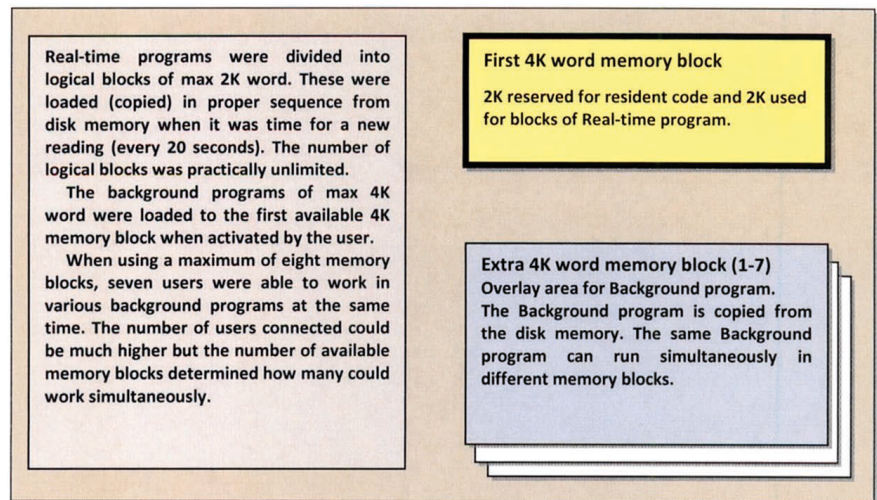 Real-time programs were divided into
logical blocks of max 2K word. These were
loaded (copied) in proper sequence from
disk memory when it was time for a new
reading (every 20 seconds). The number of
logical blocks was practically unlimited.
The background programs of max 4K
word were loaded to the first available 4K
memory block when activated by the user.
When using a maximum of eight memory
blocks, seven users were able to work in
various background programs at the same
time. The number of users connected could
be much higher but the number of available
memory blocks determined how many could
work simultaneously.
First 4K word memory block
2K reserved for resident code and 2K used
for blocks of Real-time program.
Extra 4K word memory block (1-7)
Overlay area for Background program.
The Background program is copied from
the disk memory. The same Background
program can run simultaneously in
different memory blocks.